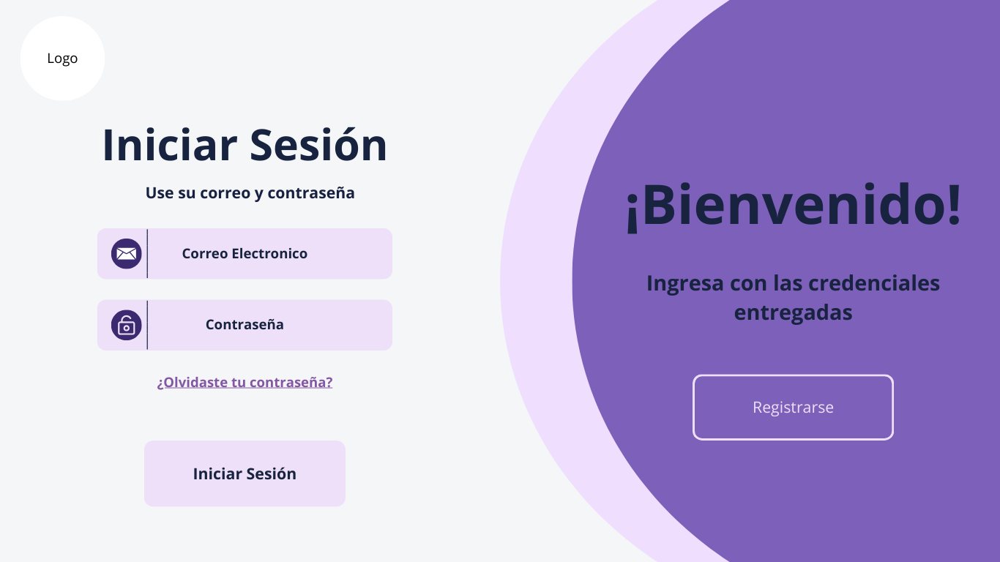 Logo
Iniciar Sesión
Use su correo y contraseña
Correo Electronico
Contraseña
¿Olvidaste tu contraseña?
Iniciar Sesión
¡Bienvenido!
Ingresa con las credenciales
entregadas
Registrarse